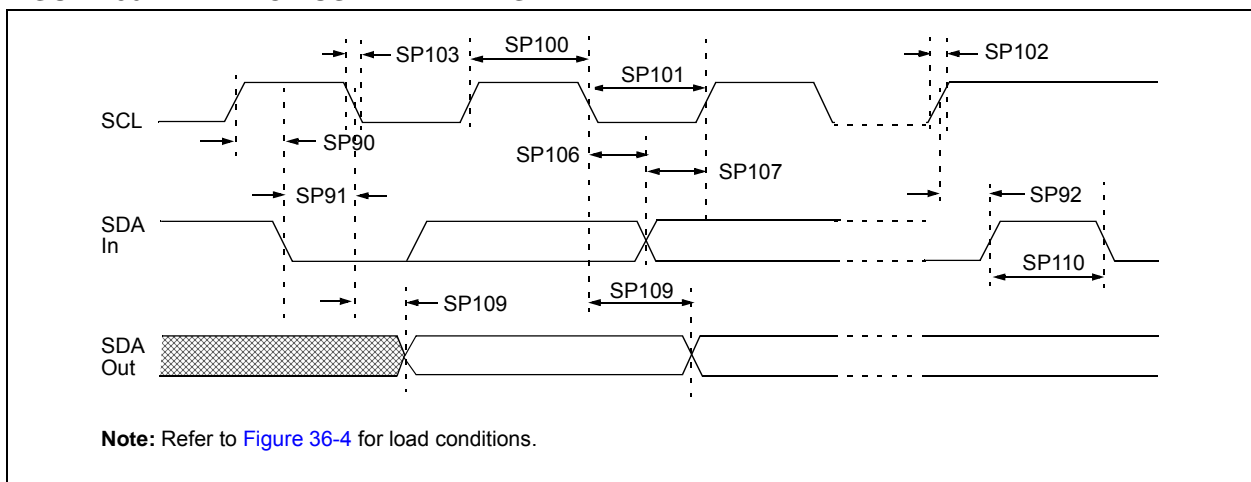 SP103
SP100
SP101
SP102
SCL
SP90
SP106
SP107
SP91
SP92
SDA
In
SP110
SP109
SP109
SDA
Out
Note: Refer to Figure 36-4 for load conditions.